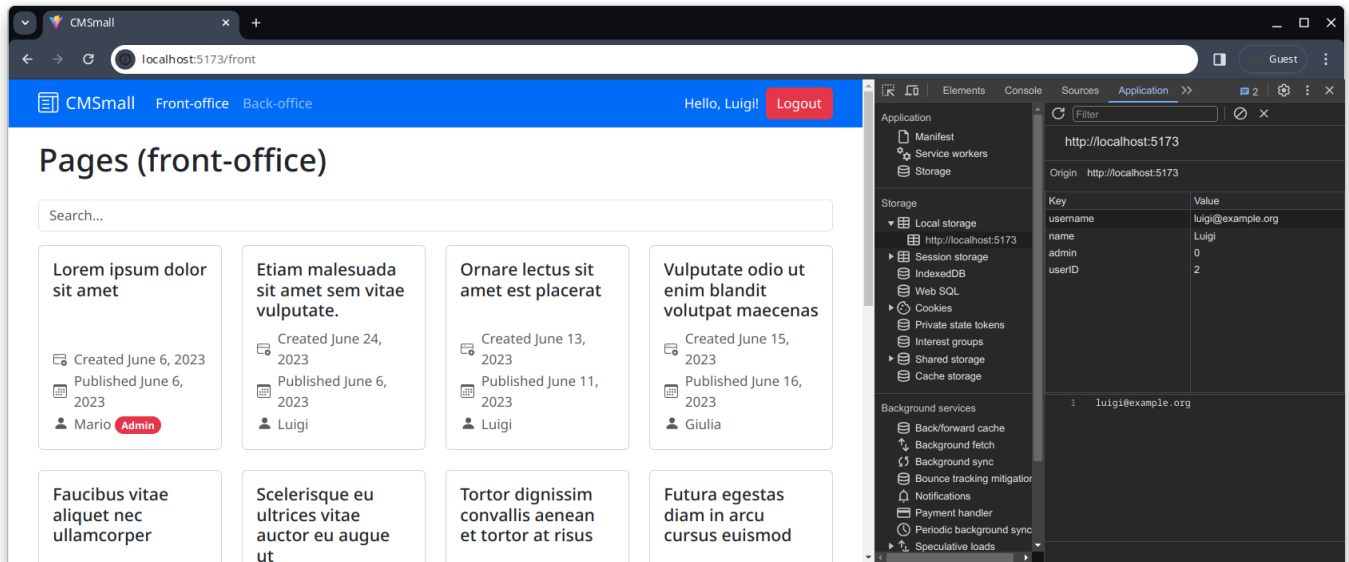 CMSmall
localhost:5173/front
Guest
CMSmall Front-office Back-office
Hello, Luigi! Logout
Pages (front-office)
Search...
Lorem ipsum dolor
sit amet
Created June 6, 2023
Published June 6,
2023
Mario Admin
Etiam malesuada
sit amet sem vitae
vulputate.
Created June 24,
2023
Published June 6,
2023
Luigi
Ornare lectus sit
amet est placerat
Created June 13,
2023
Published June 11,
2023
Luigi
Vulputate odio ut
enim blandit
volutpat maecenas
Created June 15,
2023
Published June 16,
2023
Giulia
Faucibus vitae
aliquet nec
ullamcorper
Scelerisque eu
ultrices vitae
auctor eu augue
ut
Tortor dignissim
convallis aenean
et tortor at risus
Futura egestas
diam in arcu
cursus euismod
Elements Console Sources Application 2
Application
Manifest
Service workers
Storage
Storage
Local storage
http://localhost:5173
Session storage
IndexedDB
Web SQL
Cookies
Private state tokens
Interest groups
Shared storage
Cache storage
Background services
Back/forward cache
Background fetch
Background sync
Bounce tracking mitigation
Notifications
Payment handler
Periodic background sync
Speculative loads
Filter
http://localhost:5173
Origin http://localhost:5173
Key Value
username luigi@example.org
name Luigi
admin 0
userID 2
1 luigi@example.org